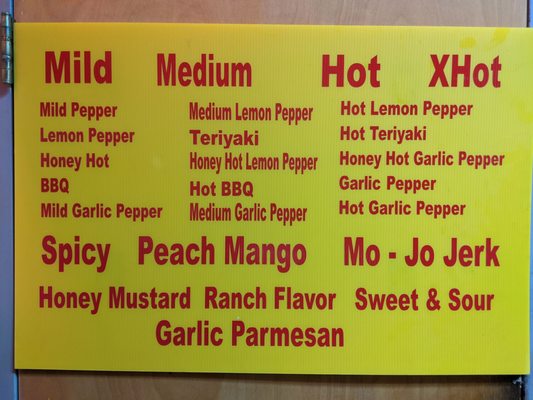 Mild Medium Hot XHot
Mild Pepper Medium Lemon Pepper Hot Lemon Pepper
Lemon Pepper Teriyaki Hot Teriyaki
Honey Hot Honey Hot Lemon Pepper Honey Hot Garlic Pepper
BBQ Hot BBQ Garlic Pepper
Mild Garlic Pepper Medium Garlic Pepper Hot Garlic Pepper
Spicy Peach Mango Mo - Jo Jerk
Honey Mustard Ranch Flavor Sweet & Sour
Garlic Parmesan